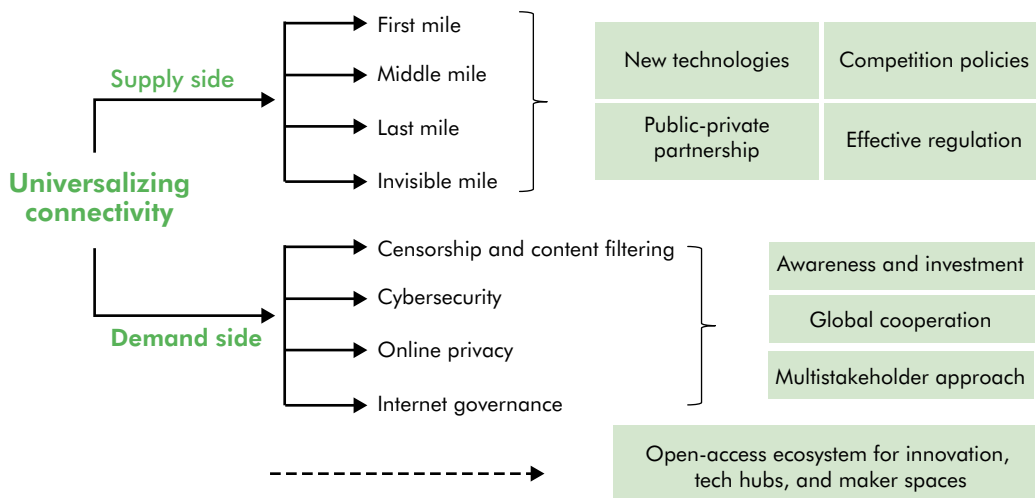 First mile
Middle mile
Last mile
Invisible mile
Supply side
New technologies
Competition policies
Public-private
partnership
Effective regulation
Universalizing
connectivity
Demand side
Censorship and content filtering
Cybersecurity
Online privacy
Internet governance
Awareness and investment
Global cooperation
Multistakeholder approach
Open-access ecosystem for innovation,
tech hubs, and maker spaces